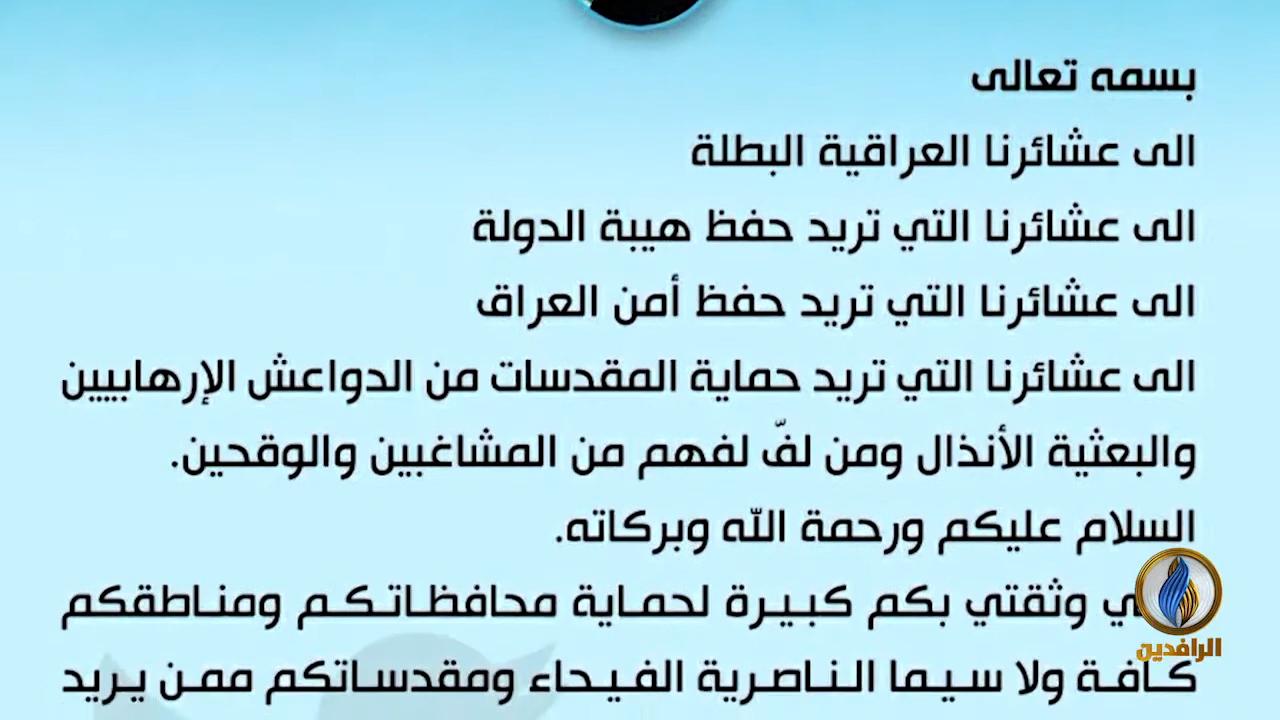 بسمه تعالى
الى عشائرنا العراقية البطلة
الى عشائرنا التي تريد حفظ هيبة الدولة
الى عشائرنا التي تريد حفظ أمن العراق
الى عشائرنا التي تريد حماية المقدسات من الدواعش الإرهابيين
والبعثية الأنذال ومن لفّ لفهم من المشاغبين والوقحين.
السلام عليكم ورحمة الله وبركاته.
وثقتي بكم كبيرة لحماية محافظاتكم ومناطقكم
كافة ولا سيما الناصرية الفيحاء ومقدساتكم ممن يريد
الرافدين